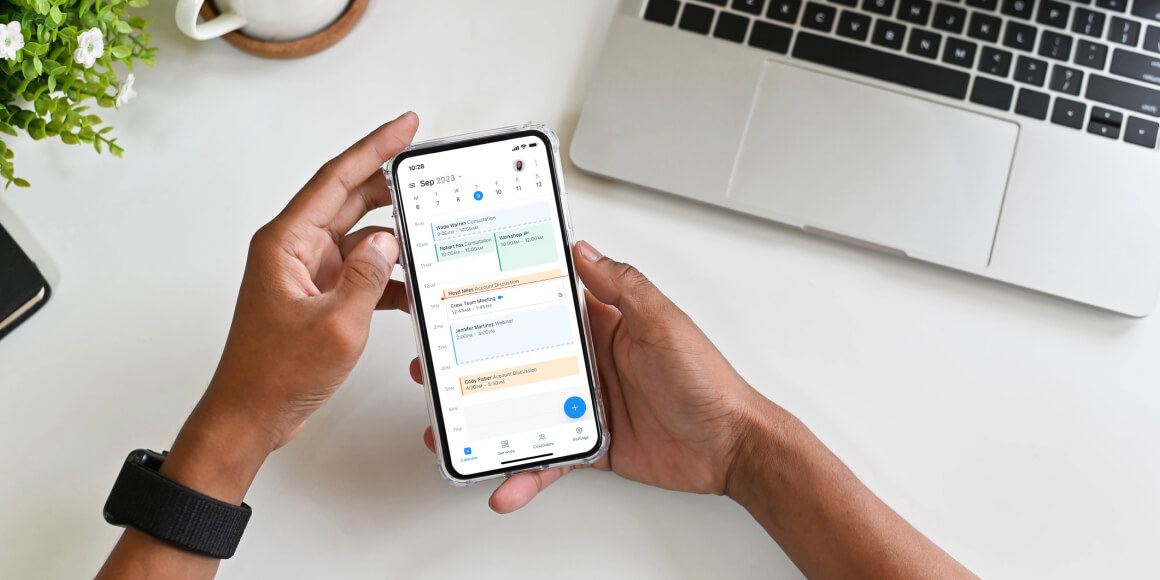 10:28
Sep 2023
M T W T F S S
6 7 8 9 10 11 12
9AM
Wade Warren Consultation
9:00AM - 10:00AM
10AM
Robert Fox Consultation
10:00AM - 11:00AM
Workshop
10:00AM - 12:00PM
11AM
12PM
Floyd Miles Account Discussion
1PM
Crew Team Meeting
12:45PM - 1:45PM
2PM
Jennifer Martinez Webinar
2:00PM - 4:00PM
3PM
4PM
Cody Fisher Account Discussion
4:30PM - 5:30PM
5PM
6PM
7PM
+
Calendar
Services
Customers
Settings
Z X C V B N M